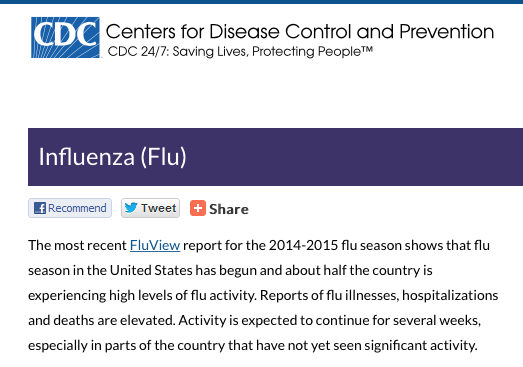 CDC Centers for Disease Control and Prevention
CDC 24/7: Saving Lives, Protecting People™
Influenza (Flu)
Recommend Tweet Share
The most recent FluView report for the 2014-2015 flu season shows that flu
season in the United States has begun and about half the country is
experiencing high levels of flu activity. Reports of flu illnesses, hospitalizations
and deaths are elevated. Activity is expected to continue for several weeks,
especially in parts of the country that have not yet seen significant activity.